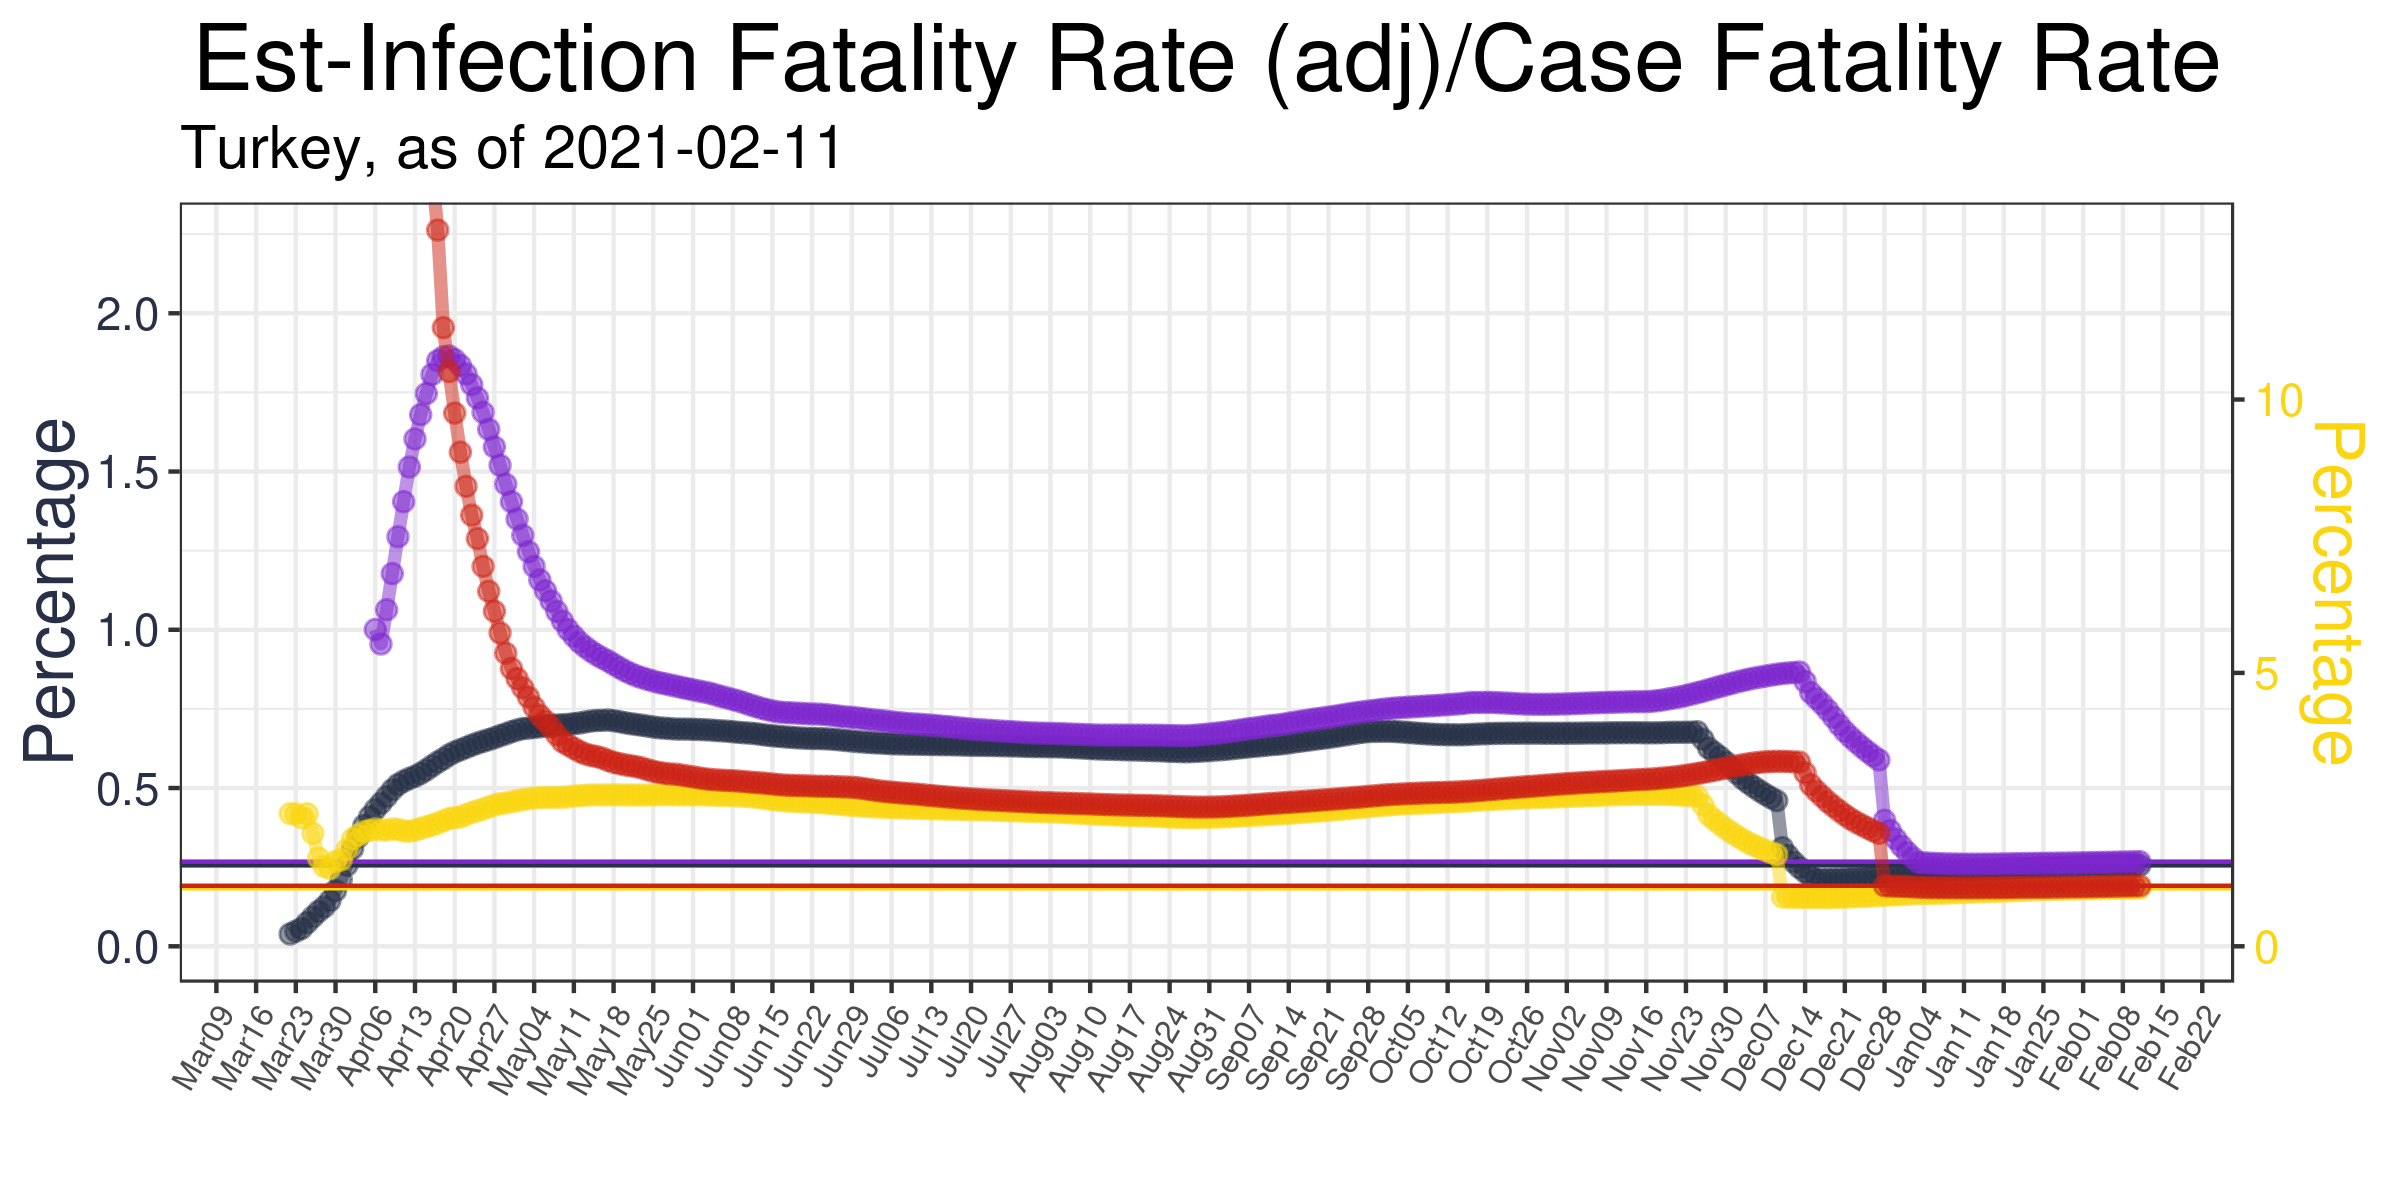 Est-Infection Fatality Rate (adj)/Case Fatality Rate
Turkey, as of 2021-02-11
Percentage
2.0
1.5
1.0
0.5
0.0
10
5
0
Percentage
Mar09
Mar16
Mar23
Mar30
Apr06
Apr13
Apr20
Apr27
May04
May11
May18
May25
Jun01
Jun08
Jun15
Jun22
Jun29
Jul06
Jul13
Jul20
Jul27
Aug03
Aug10
Aug17
Aug24
Aug31
Sep07
Sep14
Sep21
Sep28
Oct05
Oct12
Oct19
Oct26
Nov02
Nov09
Nov16
Nov23
Nov30
Dec07
Dec14
Dec21
Dec28
Jan04
Jan11
Jan18
Jan25
Feb01
Feb08
Feb15
Feb22